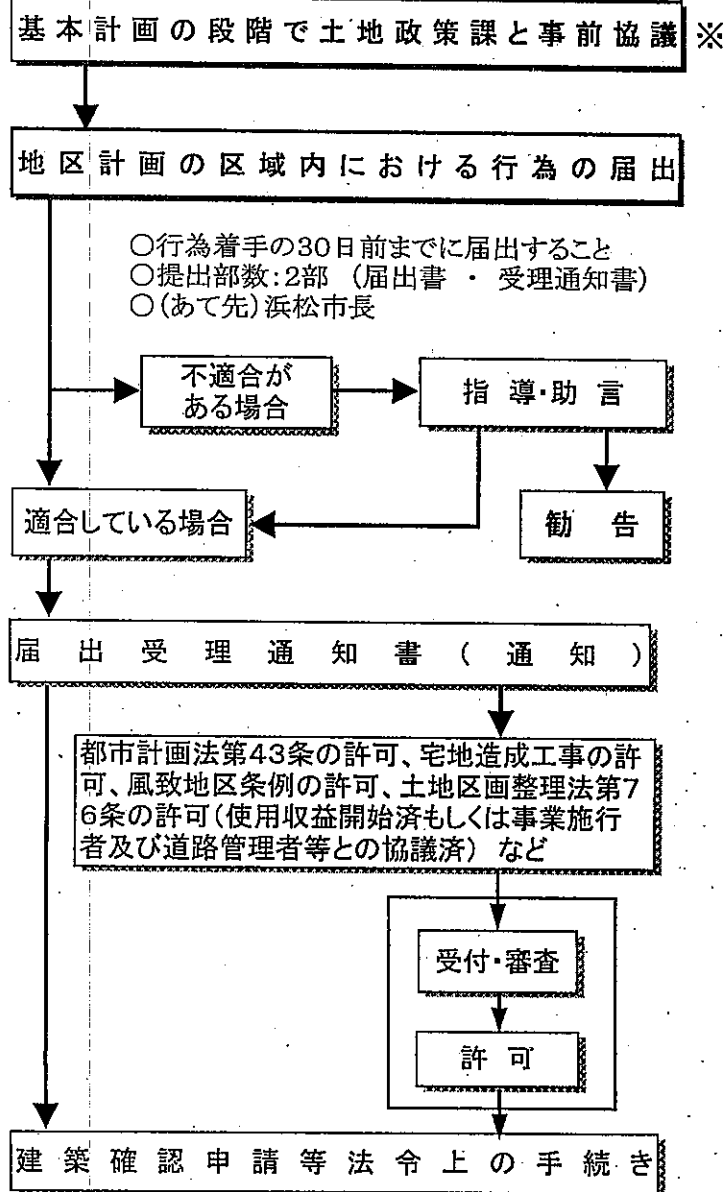 基本計画の段階で土地政策課と事前協議 ※
地区計画の区域内における行為の届出
○行為着手の30日前までに届出すること
○提出部数:2部 (届出書 ・ 受理通知書)
○(あて先)浜松市長
不適合が
ある場合
指導・助言
適合している場合
勧告
届出受理通知書(通知)
都市計画法第43条の許可、宅地造成工事の許
可、風致地区条例の許可、土地区画整理法第7
6条の許可(使用収益開始済もしくは事業施行
者及び道路管理者等との協議済) など
受付・審査
許可
建築確認申請等法令上の手続き